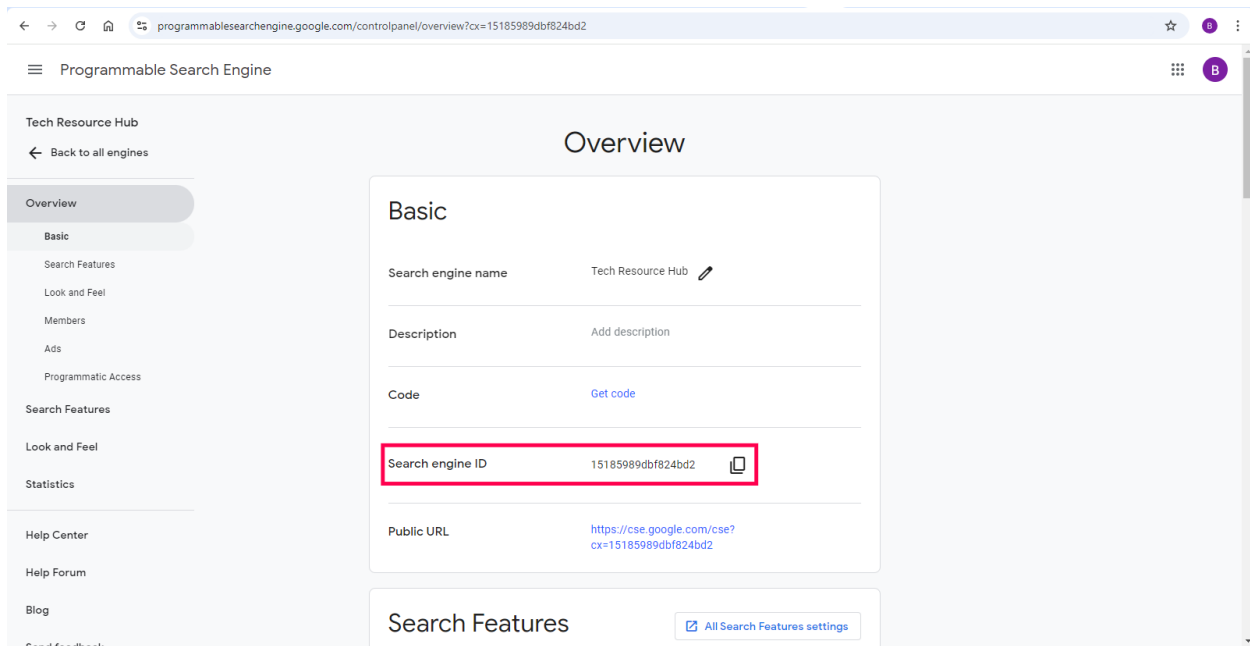 programmablesearchengine.google.com/controlpanel/overview?cx=15185989dbf824bd2
B
Programmable Search Engine
B
Tech Resource Hub
Back to all engines
Overview
Basic
Search Features
Look and Feel
Members
Ads
Programmatic Access
Search Features
Look and Feel
Statistics
Help Center
Help Forum
Blog
Send feedback
Overview
Basic
Search engine name Tech Resource Hub
Description Add description
Code Get code
Search engine ID 15185989dbf824bd2
Public URL https://cse.google.com/cse?
cx=15185989dbf824bd2
Search Features All Search Features settings